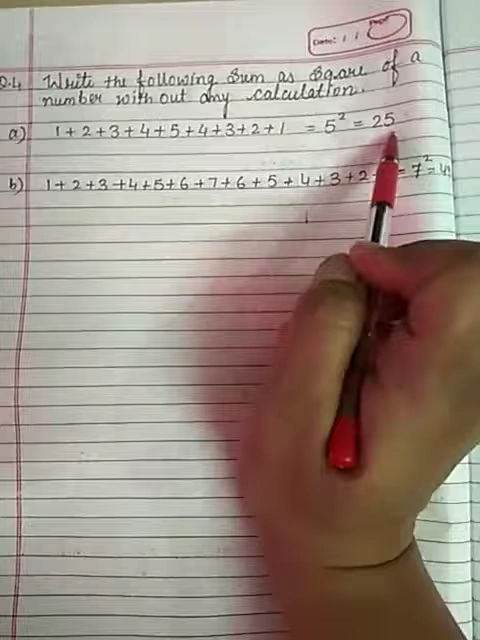 Date: / /
Q.4 Write the following Sum as Square of a
number with out any calculation.
a) 1+2+3+4+5+4+3+2+1 = 5² = 25
b) 1+2+3+4+5+6+7+6+5+4+3+2+ = 7² = 49